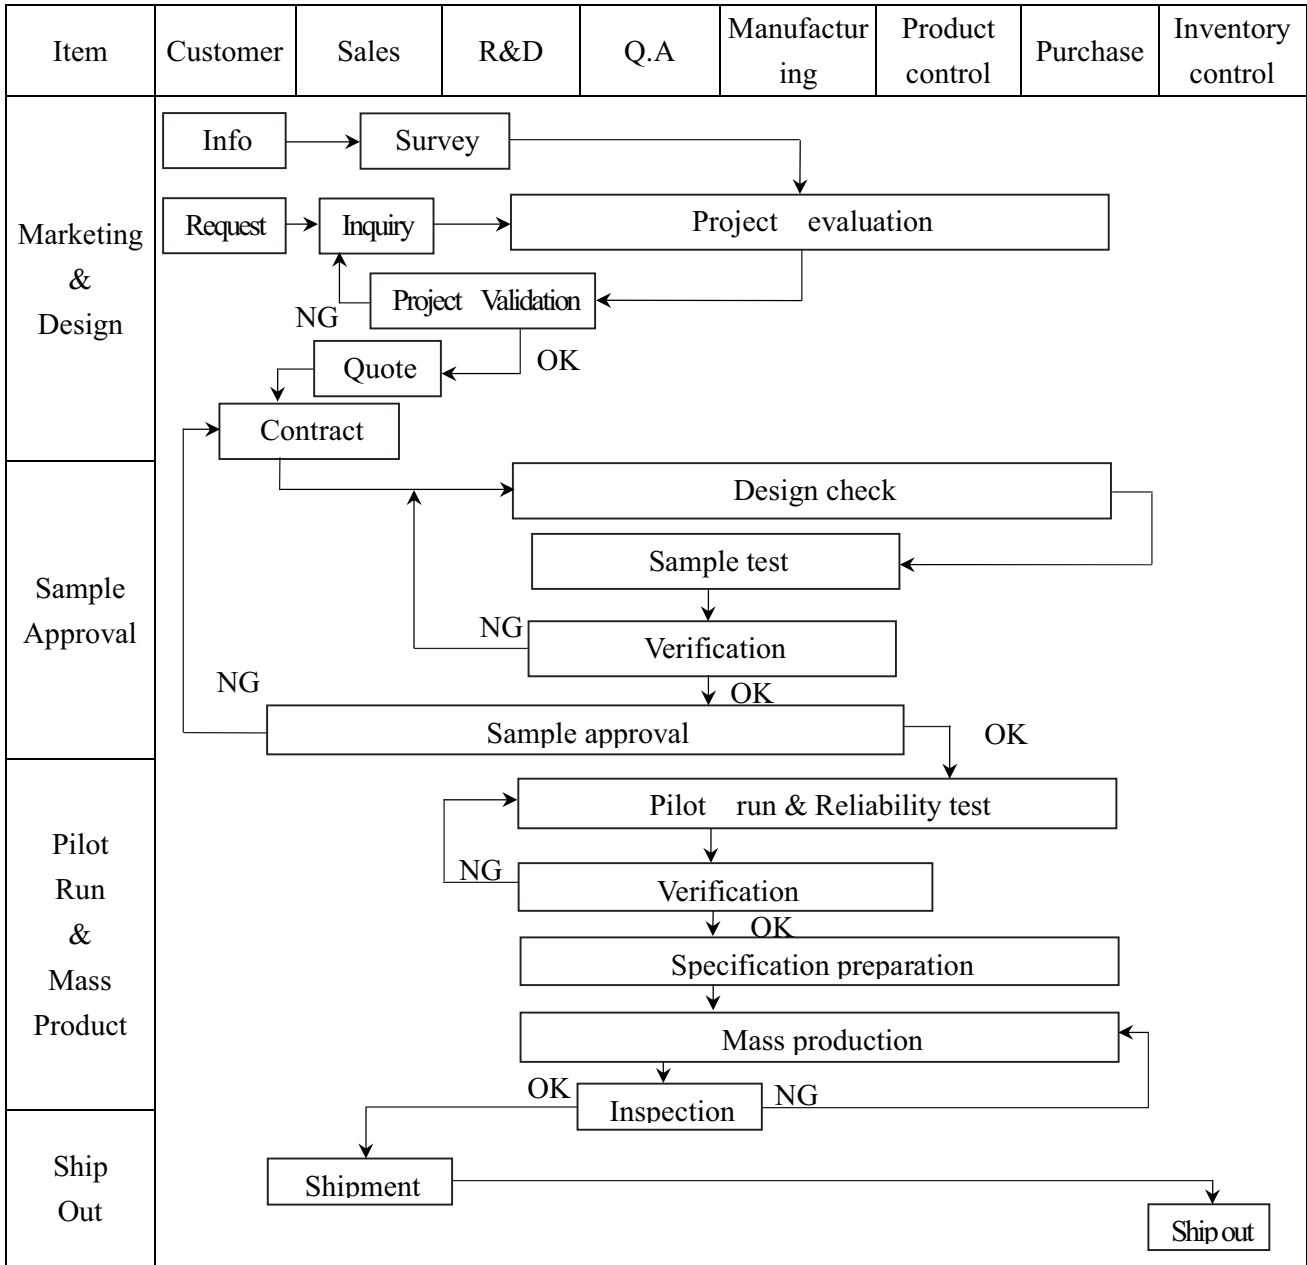 Item
Customer
Sales
R&D
Q.A
Manufactur
ing
Product
control
Purchase
Inventory
control
Marketing
&
Design
Info
Survey
Request
Inquiry
Project evaluation
Project Validation
NG
OK
Quote
Contract
Sample
Approval
Design check
Sample test
NG
Verification
OK
NG
Sample approval
OK
Pilot
Run
&
Mass
Product
Pilot run & Reliability test
NG
Verification
OK
Specification preparation
Mass production
OK
Inspection
NG
Ship
Out
Shipment
Ship out